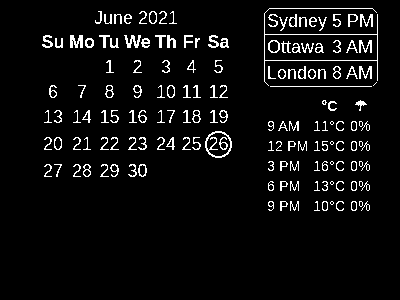 June 2021
Su Mo Tu We Th Fr Sa
1 2 3 4 5
6 7 8 9 10 11 12
13 14 15 16 17 18 19
20 21 22 23 24 25 26
27 28 29 30
Sydney 5 PM
Ottawa 3 AM
London 8 AM
°C
9 AM 11°C 0%
12 PM 15°C 0%
3 PM 16°C 0%
6 PM 13°C 0%
9 PM 10°C 0%